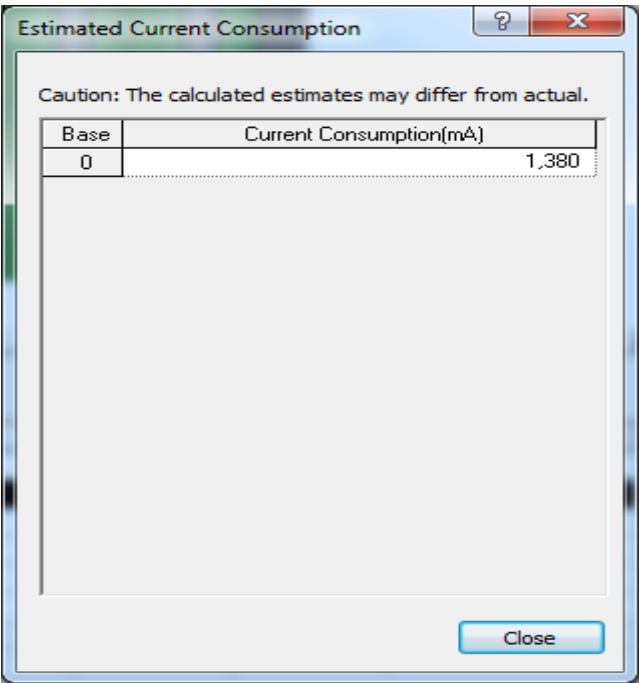 Estimated Current Consumption
Caution: The calculated estimates may differ from actual.
Base Current Consumption(mA)
0 1,380
Close